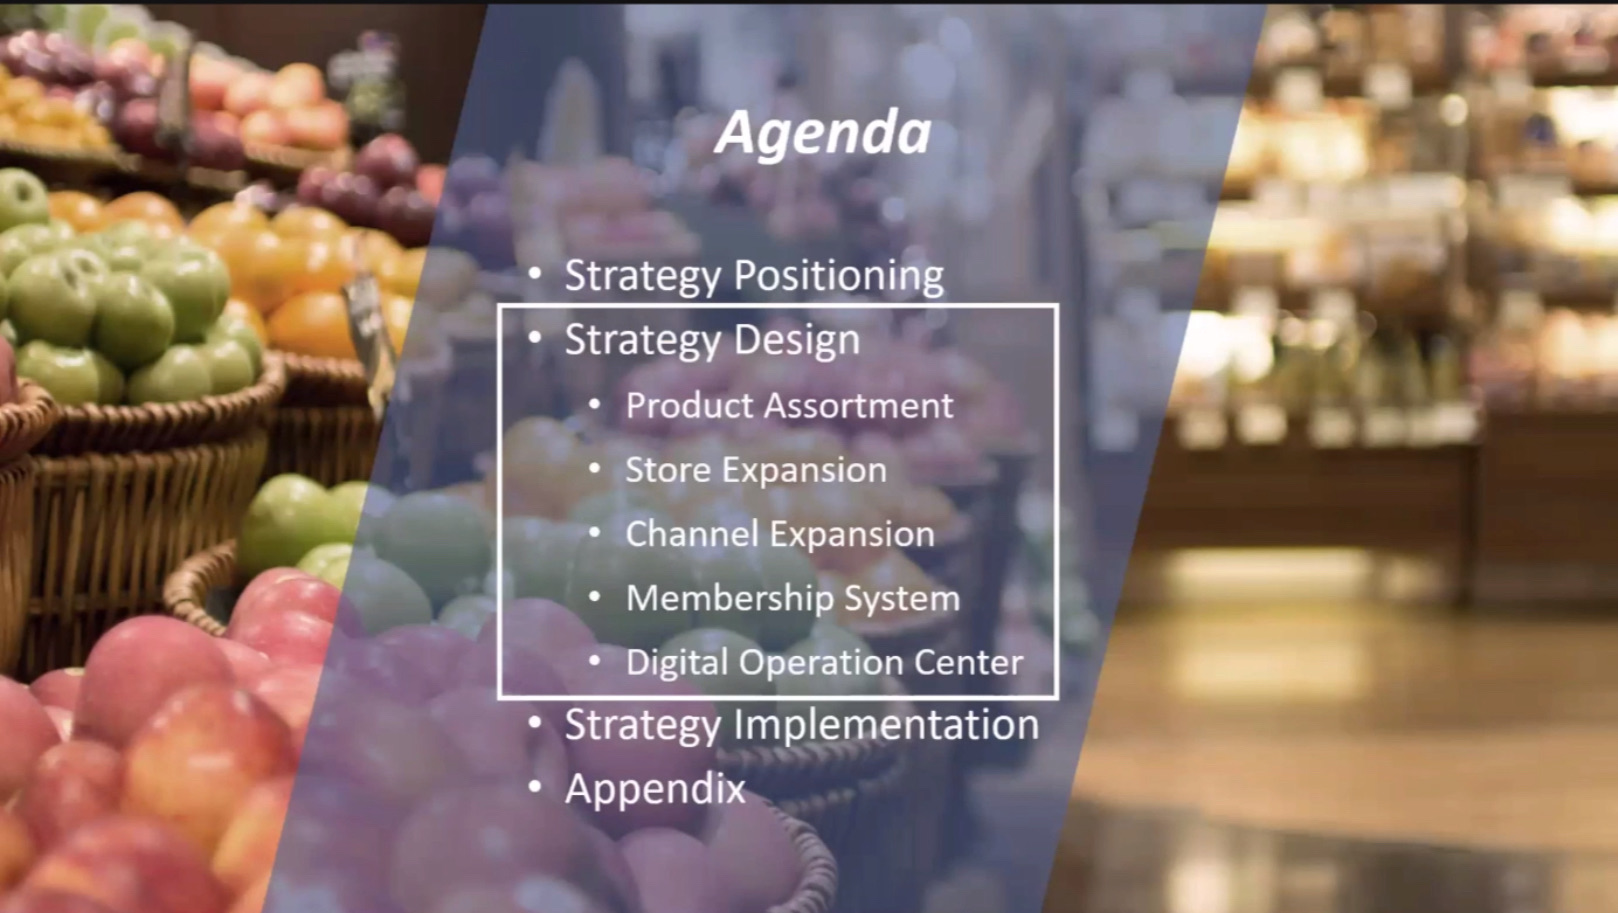 Agenda
• Strategy Positioning
• Strategy Design
• Product Assortment
• Store Expansion
• Channel Expansion
• Membership System
• Digital Operation Center
• Strategy Implementation
• Appendix